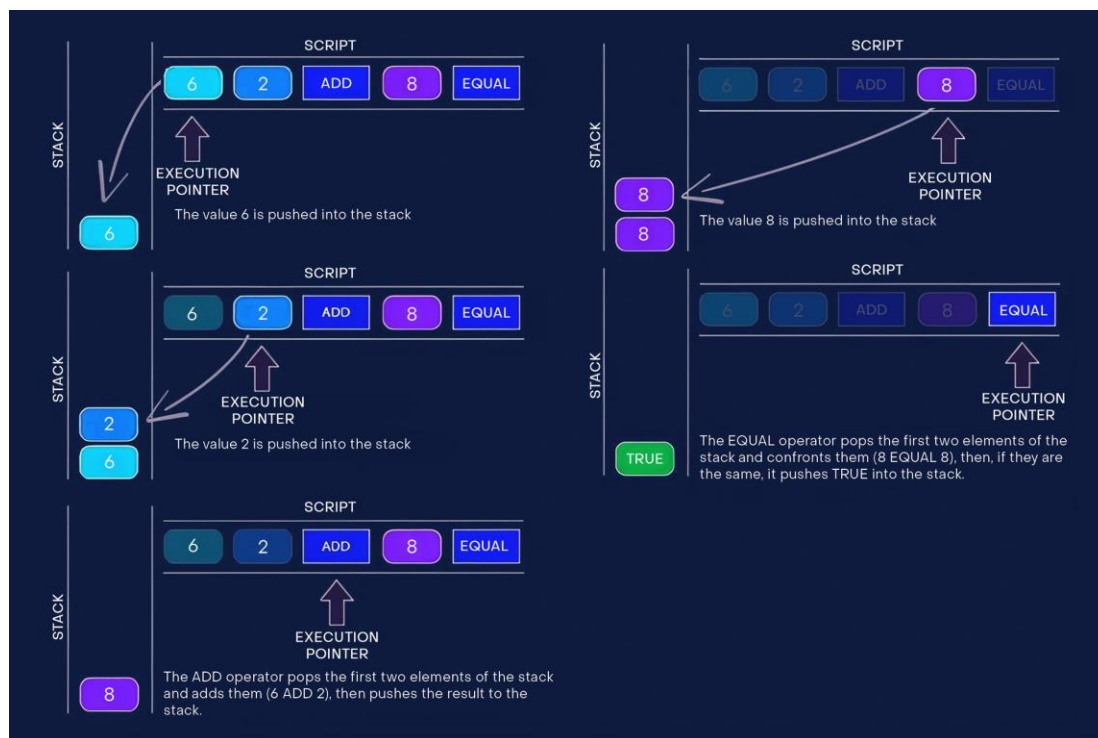 SCRIPT
6 2 ADD 8 EQUAL
STACK
EXECUTION
POINTER
The value 6 is pushed into the stack
6
SCRIPT
6 2 ADD 8 EQUAL
STACK
EXECUTION
POINTER
The value 2 is pushed into the stack
2
6
SCRIPT
6 2 ADD 8 EQUAL
STACK
EXECUTION
POINTER
The ADD operator pops the first two elements of the stack
and adds them (6 ADD 2), then pushes the result to the
stack.
8
SCRIPT
6 2 ADD 8 EQUAL
STACK
EXECUTION
POINTER
8
The value 8 is pushed into the stack
8
SCRIPT
6 2 ADD 8 EQUAL
STACK
EXECUTION
POINTER
The EQUAL operator pops the first two elements of the
stack and confronts them (8 EQUAL 8), then, if they are
the same, it pushes TRUE into the stack.
TRUE